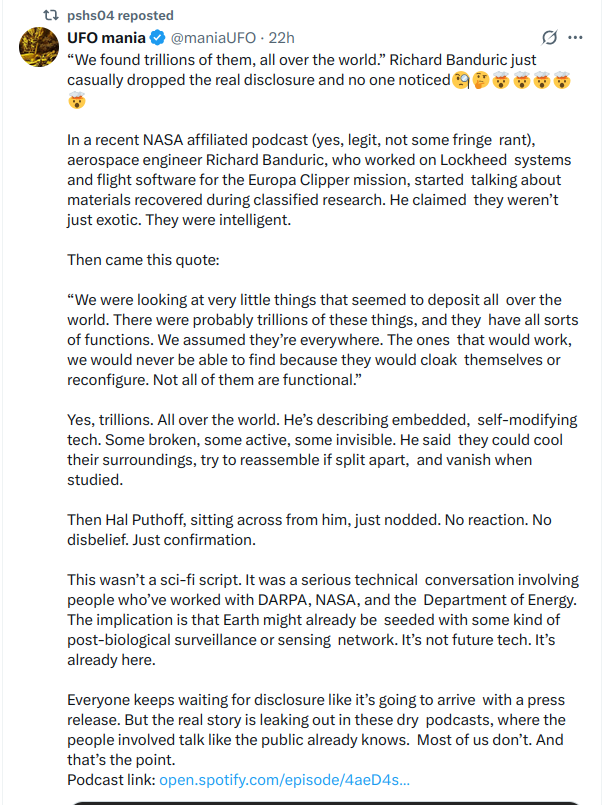 pshs04 reposted
UFO mania @maniaUFO · 22h
“We found trillions of them, all over the world.” Richard Banduric just
casually dropped the real disclosure and no one noticed🧐🤔🤯🤯🤯🤯
🤯
In a recent NASA affiliated podcast (yes, legit, not some fringe rant),
aerospace engineer Richard Banduric, who worked on Lockheed systems
and flight software for the Europa Clipper mission, started talking about
materials recovered during classified research. He claimed they weren’t
just exotic. They were intelligent.
Then came this quote:
“We were looking at very little things that seemed to deposit all over the
world. There were probably trillions of these things, and they have all sorts
of functions. We assumed they’re everywhere. The ones that would work,
we would never be able to find because they would cloak themselves or
reconfigure. Not all of them are functional.”
Yes, trillions. All over the world. He’s describing embedded, self-modifying
tech. Some broken, some active, some invisible. He said they could cool
their surroundings, try to reassemble if split apart, and vanish when
studied.
Then Hal Puthoff, sitting across from him, just nodded. No reaction. No
disbelief. Just confirmation.
This wasn’t a sci-fi script. It was a serious technical conversation involving
people who’ve worked with DARPA, NASA, and the Department of Energy.
The implication is that Earth might already be seeded with some kind of
post-biological surveillance or sensing network. It’s not future tech. It’s
already here.
Everyone keeps waiting for disclosure like it’s going to arrive with a press
release. But the real story is leaking out in these dry podcasts, where the
people involved talk like the public already knows. Most of us don’t. And
that’s the point.
Podcast link: open.spotify.com/episode/4aeD4s...